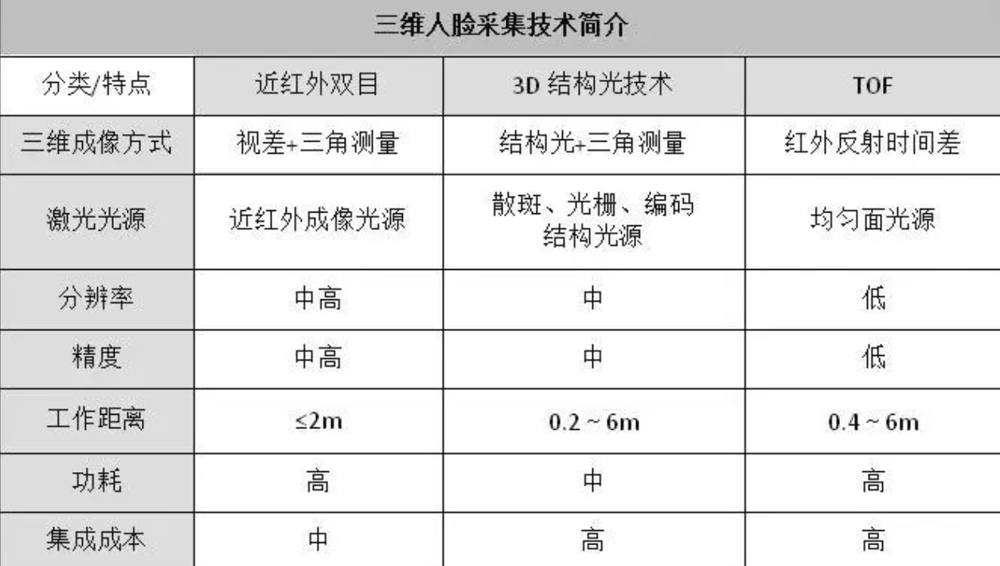 三维人脸采集技术简介
分类/特点 近红外双目 3D 结构光技术 TOF
三维成像方式 视差+三角测量 结构光+三角测量 红外反射时间差
激光光源 近红外成像光源 散斑、光栅、编码 均匀面光源
结构光源
分辨率 中高 中 低
精度 中高 中 低
工作距离 ≤2m 0.2~6m 0.4~6m
功耗 高 中 高
集成成本 中 高 高